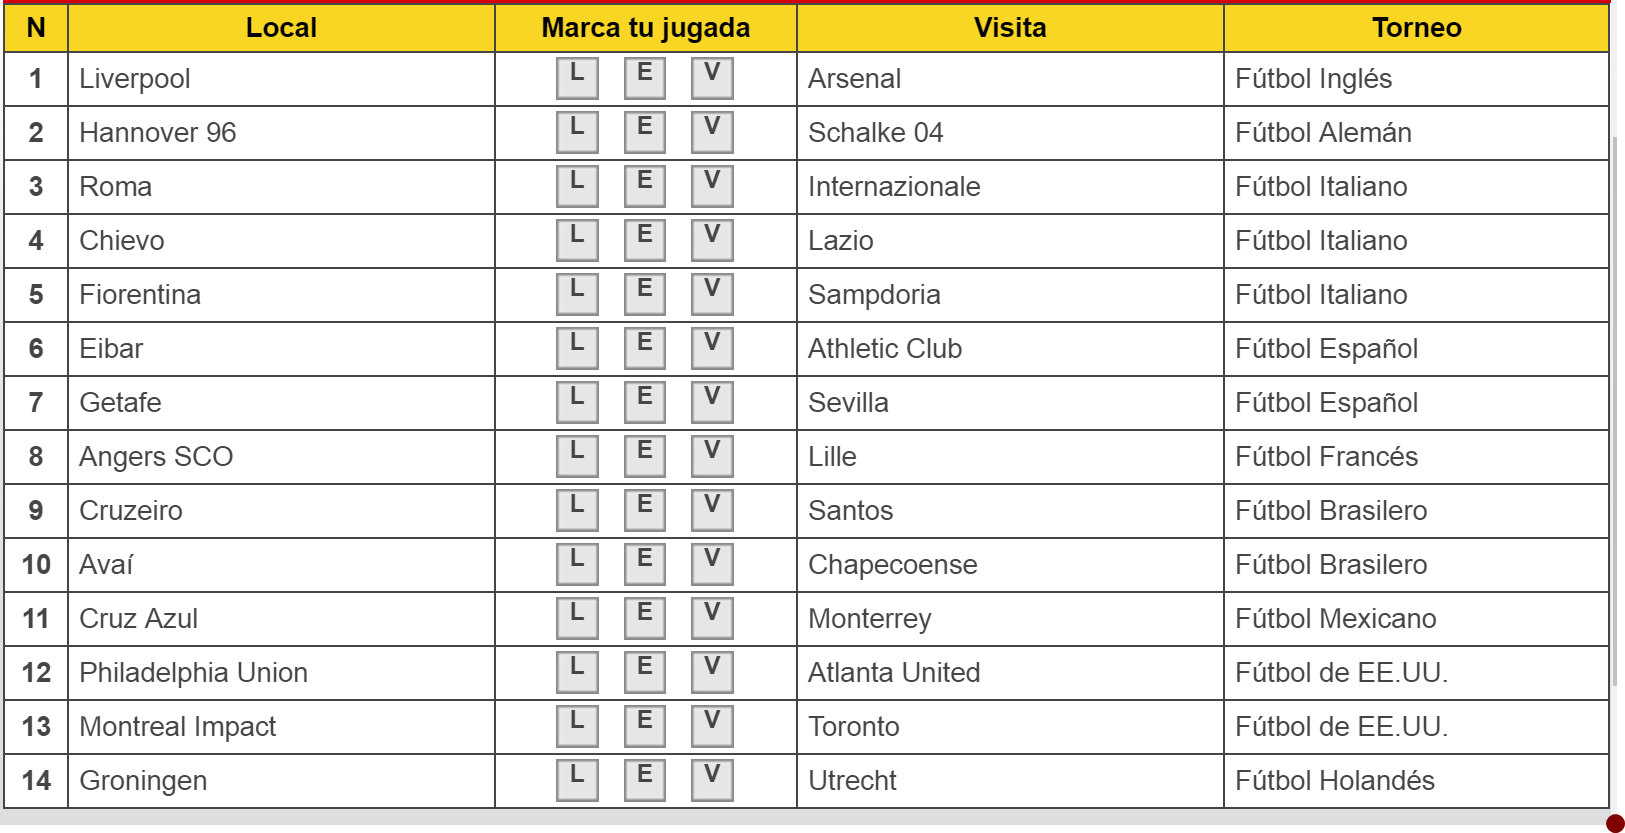 N Local Marca tu jugada Visita Torneo
1 Liverpool L E V Arsenal Fútbol Inglés
2 Hannover 96 L E V Schalke 04 Fútbol Alemán
3 Roma L E V Internazionale Fútbol Italiano
4 Chievo L E V Lazio Fútbol Italiano
5 Fiorentina L E V Sampdoria Fútbol Italiano
6 Eibar L E V Athletic Club Fútbol Español
7 Getafe L E V Sevilla Fútbol Español
8 Angers SCO L E V Lille Fútbol Francés
9 Cruzeiro L E V Santos Fútbol Brasilero
10 Avaí L E V Chapecoense Fútbol Brasilero
11 Cruz Azul L E V Monterrey Fútbol Mexicano
12 Philadelphia Union L E V Atlanta United Fútbol de EE.UU.
13 Montreal Impact L E V Toronto Fútbol de EE.UU.
14 Groningen L E V Utrecht Fútbol Holandés